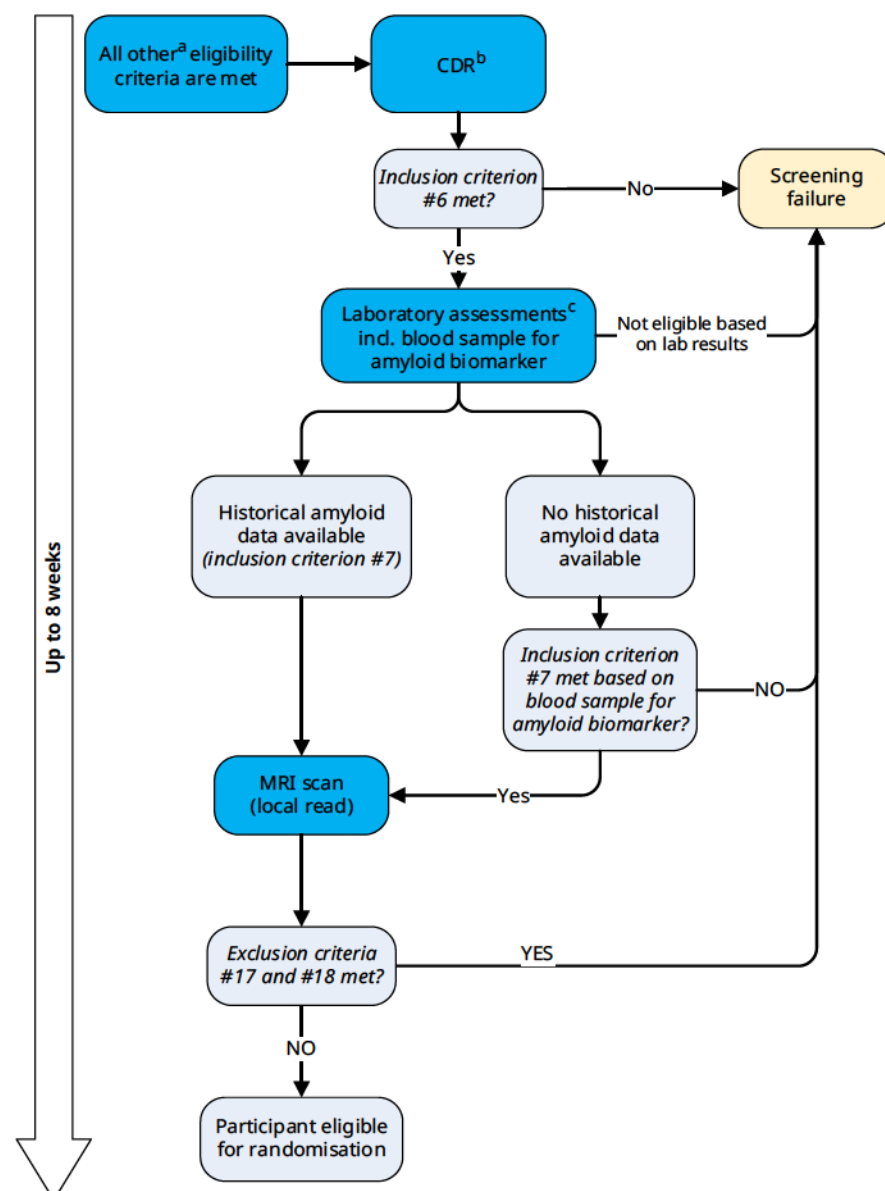 All other^a eligibility
criteria are met
CDR^b
Inclusion criterion
#6 met?
No
Screening
failure
Yes
Laboratory assessments^c
incl. blood sample for
amyloid biomarker
Not eligible based
on lab results
Historical amyloid
data available
(inclusion criterion #7)
No historical
amyloid data
available
Up to 8 weeks
Inclusion criterion
#7 met based on
blood sample for
amyloid biomarker?
NO
MRI scan
(local read)
Yes
Exclusion criteria
#17 and #18 met?
YES
NO
Participant eligible
for randomisation